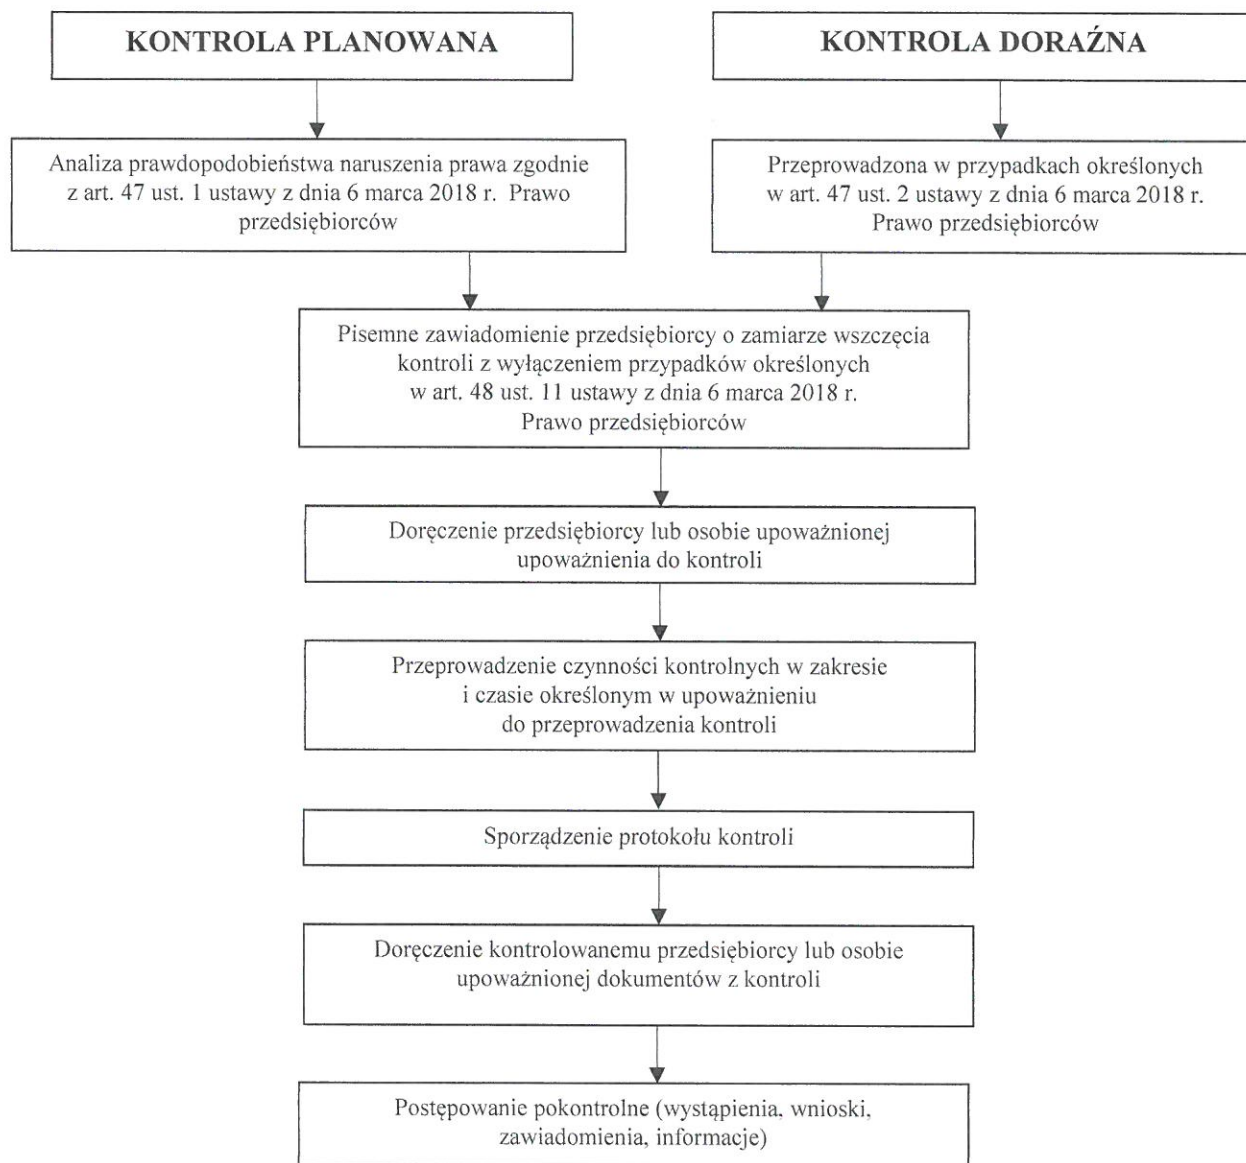 KONTROLA PLANOWANA
KONTROLA DORAŹNA
Analiza prawdopodobieństwa naruszenia prawa zgodnie
z art. 47 ust. 1 ustawy z dnia 6 marca 2018 r. Prawo
przedsiębiorców
Przeprowadzona w przypadkach określonych
w art. 47 ust. 2 ustawy z dnia 6 marca 2018 r.
Prawo przedsiębiorców
Pisemne zawiadomienie przedsiębiorcy o zamiarze wszczęcia
kontroli z wyłączeniem przypadków określonych
w art. 48 ust. 11 ustawy z dnia 6 marca 2018 r.
Prawo przedsiębiorców
Doręczenie przedsiębiorcy lub osobie upoważnionej
upoważnienia do kontroli
Przeprowadzenie czynności kontrolnych w zakresie
i czasie określonym w upoważnieniu
do przeprowadzenia kontroli
Sporządzenie protokołu kontroli
Doręczenie kontrolowanemu przedsiębiorcy lub osobie
upoważnionej dokumentów z kontroli
Postępowanie pokontrolne (wystąpienia, wnioski,
zawiadomienia, informacje)